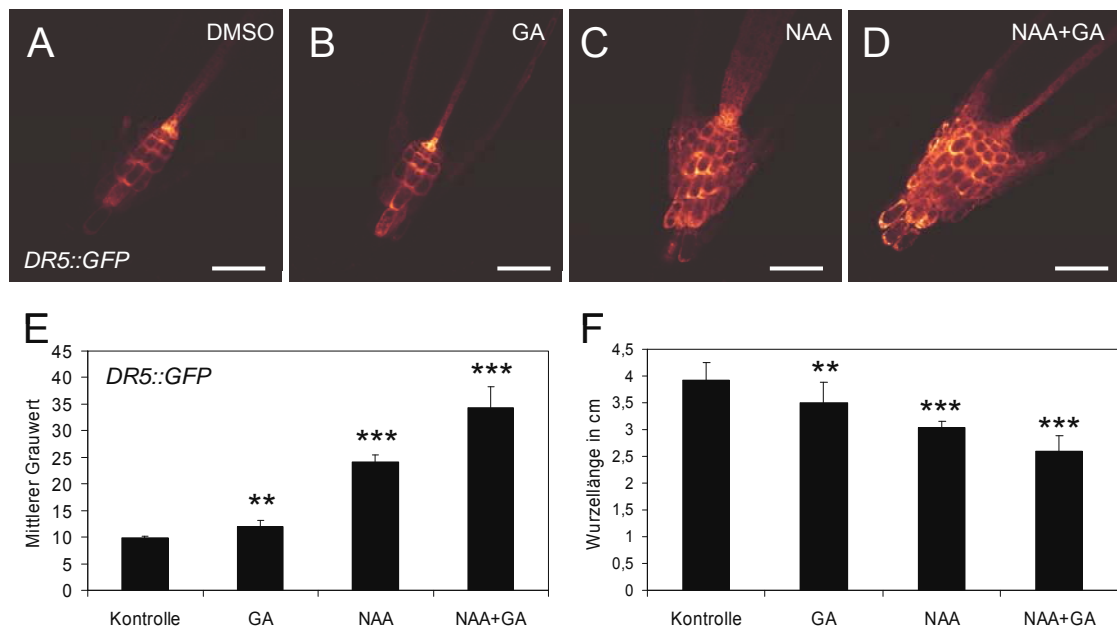 A DMSO
B GA
C NAA
D NAA+GA
DR5::GFP
E
DR5::GFP
Mittlerer Grauwert
45
40
35
30
25
20
15
10
5
0
**
***
***
Kontrolle GA NAA NAA+GA
F
Wurzellänge in cm
4,5
4
3,5
3
2,5
2
1,5
1
0,5
0
**
***
***
Kontrolle GA NAA NAA+GA